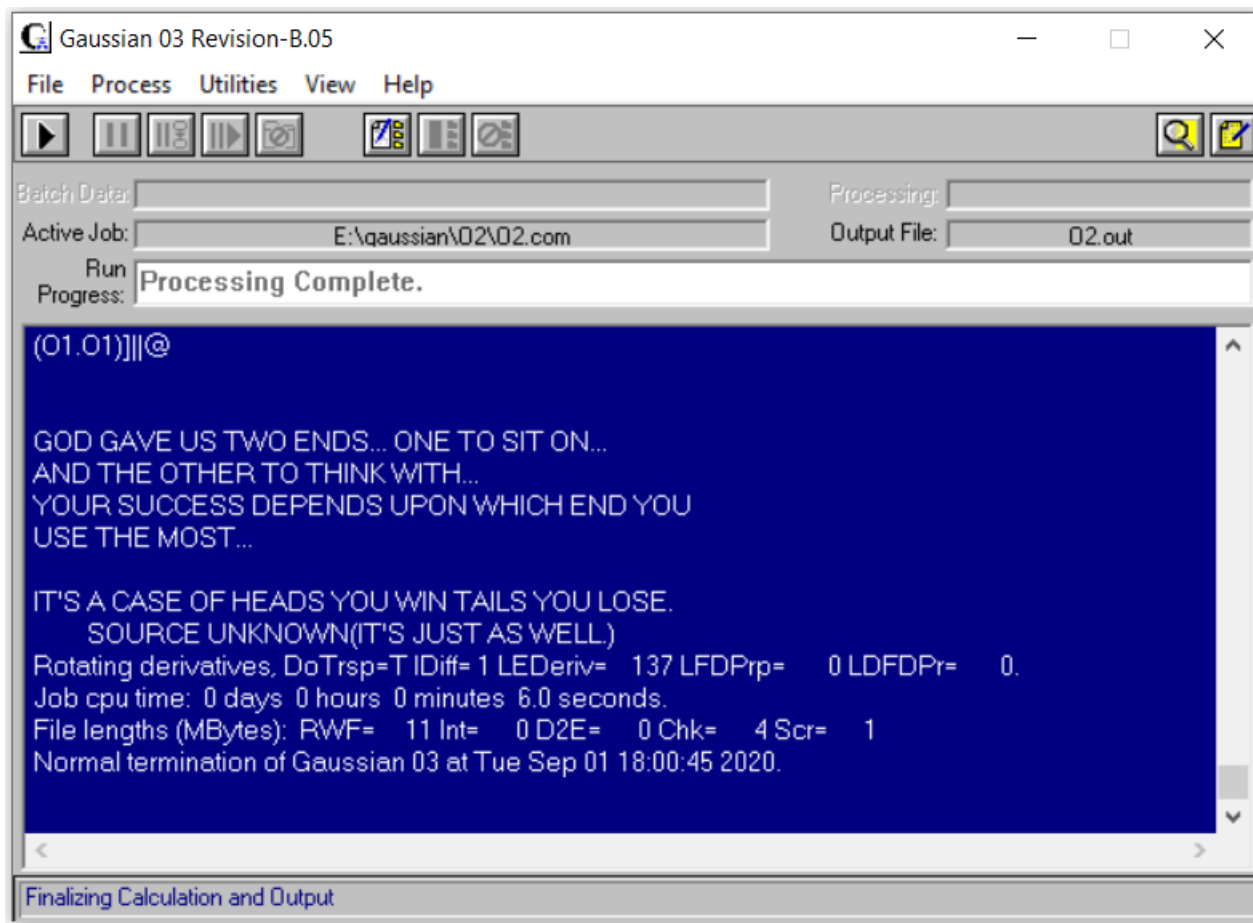 Gaussian 03 Revision-B.05
File Process Utilities View Help
Batch Data: Processing:
Active Job: E:\gaussian\O2\O2.com Output File: O2.out
Run
Progress: Processing Complete.
(O1.O1)]||@
GOD GAVE US TWO ENDS... ONE TO SIT ON...
AND THE OTHER TO THINK WITH...
YOUR SUCCESS DEPENDS UPON WHICH END YOU
USE THE MOST...
IT'S A CASE OF HEADS YOU WIN TAILS YOU LOSE.
SOURCE UNKNOWN(IT'S JUST AS WELL.)
Rotating derivatives, DoTrsp=T IDiff= 1 LEDeriv= 137 LFDPrp= 0 LDFDPr= 0.
Job cpu time: 0 days 0 hours 0 minutes 6.0 seconds.
File lengths (MBytes): RWF= 11 Int= 0 D2E= 0 Chk= 4 Scr= 1
Normal termination of Gaussian 03 at Tue Sep 01 18:00:45 2020.
Finalizing Calculation and Output